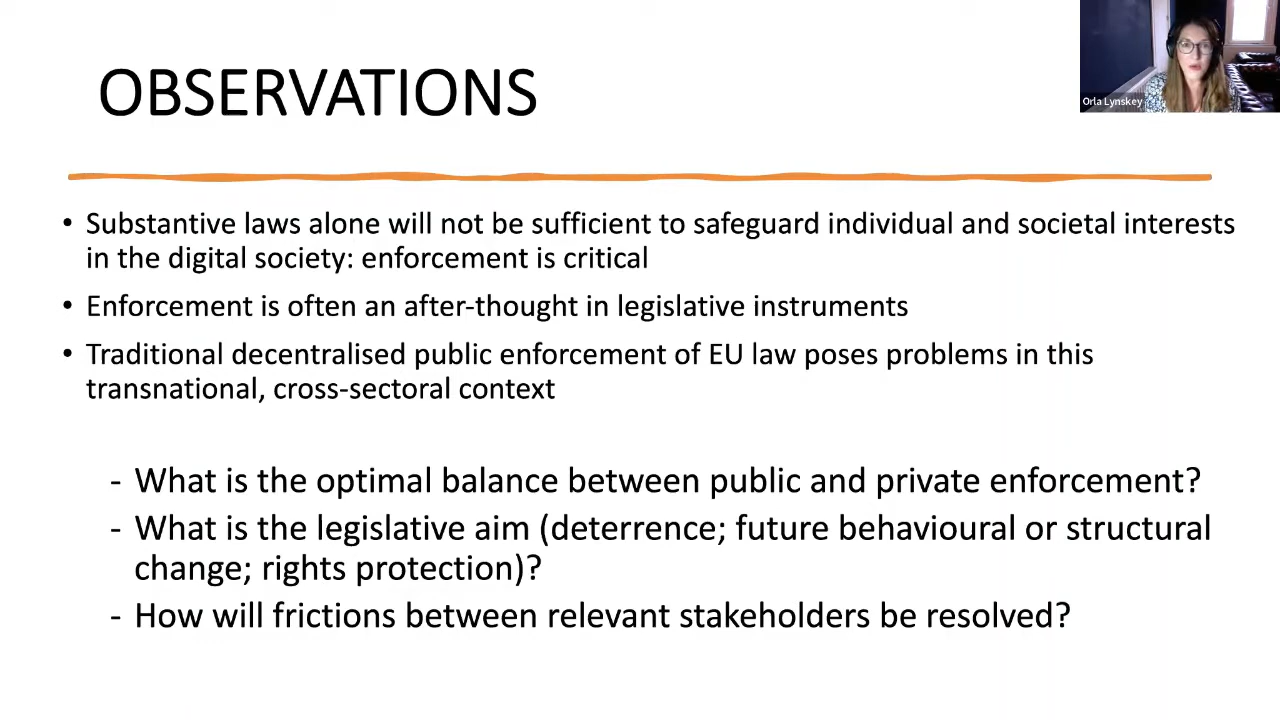 OBSERVATIONS
Orla Lynskey
• Substantive laws alone will not be sufficient to safeguard individual and societal interests
in the digital society: enforcement is critical
• Enforcement is often an after-thought in legislative instruments
• Traditional decentralised public enforcement of EU law poses problems in this
transnational, cross-sectoral context
- What is the optimal balance between public and private enforcement?
- What is the legislative aim (deterrence; future behavioural or structural
change; rights protection)?
- How will frictions between relevant stakeholders be resolved?